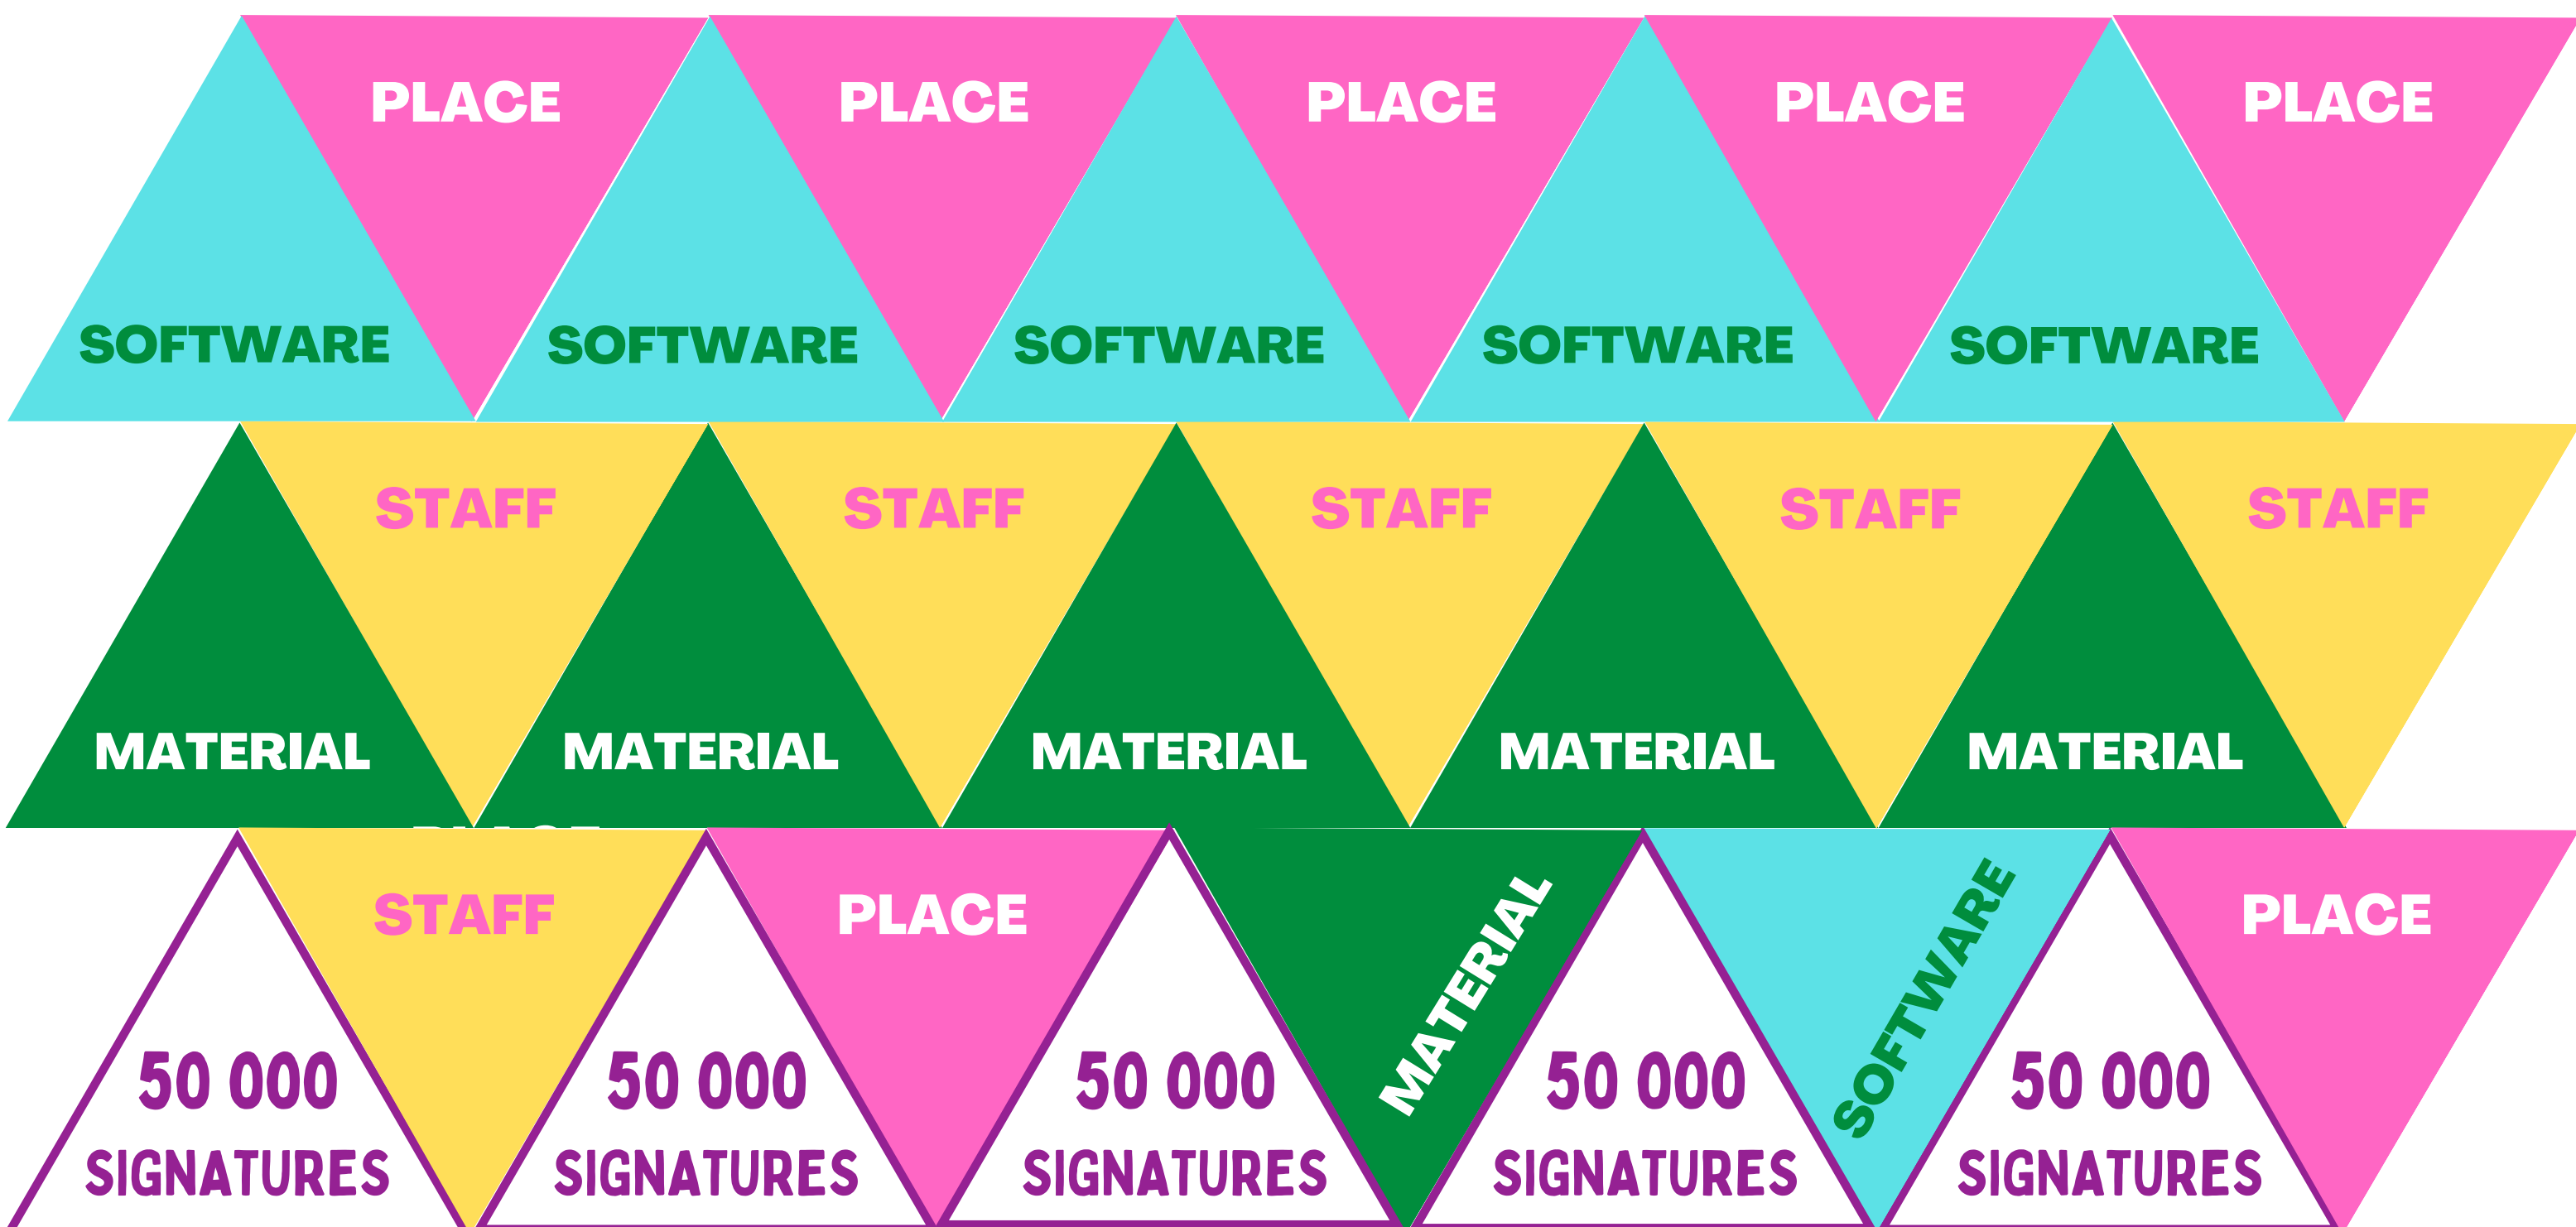 PLACE PLACE PLACE PLACE PLACE
SOFTWARE SOFTWARE SOFTWARE SOFTWARE SOFTWARE
STAFF STAFF STAFF STAFF STAFF
MATERIAL MATERIAL MATERIAL MATERIAL MATERIAL
STAFF PLACE MATERIAL SOFTWARE PLACE
50 000 50 000 50 000 50 000 50 000
SIGNATURES SIGNATURES SIGNATURES SIGNATURES SIGNATURES